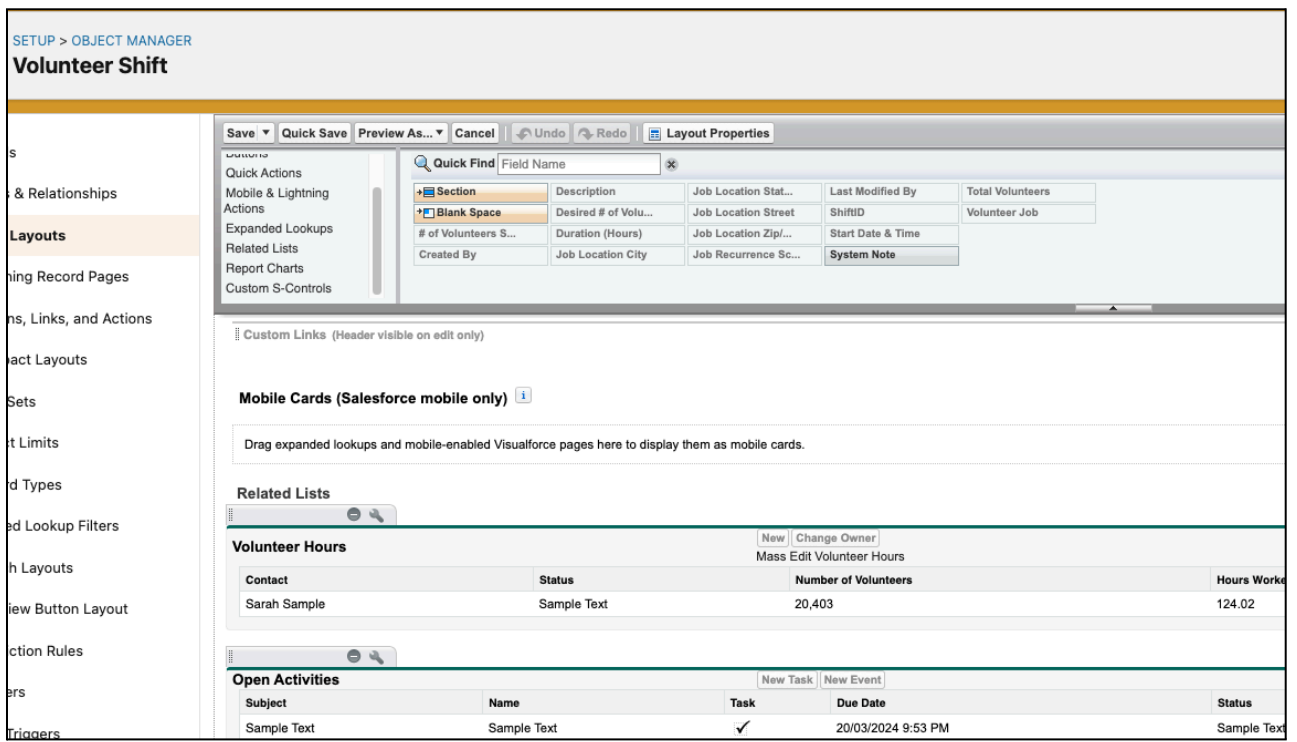 SETUP > OBJECT MANAGER
Volunteer Shift
s
s & Relationships
Layouts
ning Record Pages
ns, Links, and Actions
pact Layouts
Sets
ct Limits
rd Types
ed Lookup Filters
h Layouts
iew Button Layout
ction Rules
ers
Triggers
Save Quick Save Preview As... Cancel Undo Redo Layout Properties
Buttons
Quick Actions
Mobile & Lightning
Actions
Expanded Lookups
Related Lists
Report Charts
Custom S-Controls
Quick Find Field Name
Section Description Job Location Stat... Last Modified By Total Volunteers
Blank Space Desired # of Volu... Job Location Street ShiftID Volunteer Job
# of Volunteers S... Duration (Hours) Job Location Zip/... Start Date & Time
Created By Job Location City Job Recurrence Sc... System Note
Custom Links (Header visible on edit only)
Mobile Cards (Salesforce mobile only) i
Drag expanded lookups and mobile-enabled Visualforce pages here to display them as mobile cards.
Related Lists
Volunteer Hours New Change Owner
Mass Edit Volunteer Hours
Contact Status Number of Volunteers Hours Worke
Sarah Sample Sample Text 20,403 124.02
Open Activities New Task New Event
Subject Name Task Due Date Status
Sample Text Sample Text ✓ 20/03/2024 9:53 PM Sample Text